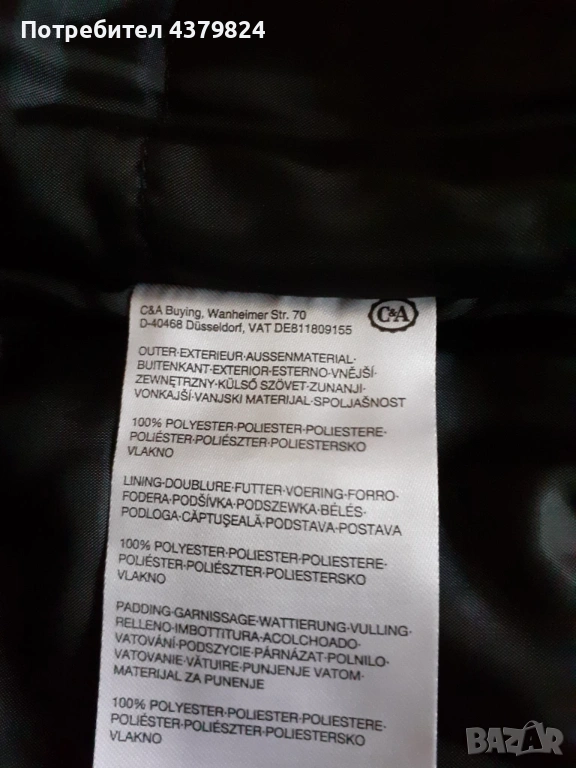 Потребител 4379824
C&A Buying, Wanheimer Str. 70
D-40468 Düsseldorf, VAT DE811809155
C&A
OUTER·EXTERIEUR·AUSSENMATERIAL·
BUITENKANT·EXTERIOR·ESTERNO·VNĚJŠÍ·
ZEWNĘTRZNY·KÜLSŐ SZÖVET·ZUNANJI·
VONKAJŠÍ·VANJSKI MATERIJAL·SPOLJAŠNOST
100% POLYESTER·POLIESTER·POLIESTERE·
POLIÉSTER·POLIÉSZTER·POLIESTERSKO
VLAKNO
LINING·DOUBLURE·FUTTER·VOERING·FORRO·
FODERA·PODŠÍVKA·PODSZEWKA·BÉLÉS·
PODLOGA·CĂPTUȘEALĂ·PODSTAVA·POSTAVA
100% POLYESTER·POLIESTER·POLIESTERE·
POLIÉSTER·POLIÉSZTER·POLIESTERSKO
VLAKNO
PADDING·GARNISSAGE·WATTIERUNG·VULLING·
RELLENO·IMBOTTITURA·ACOLCHOADO·
VATOVÁNÍ·PODSZYCIE·PÁRNÁZAT·POLNILO·
VATOVANIE·VĂTUIRE·PUNJENJE VATOM·
MATERIJAL ZA PUNENJE
100% POLYESTER·POLIESTER·POLIESTERE·
POLIÉSTER·POLIÉSZTER·POLIESTERSKO
VLAKNO
BAZAR